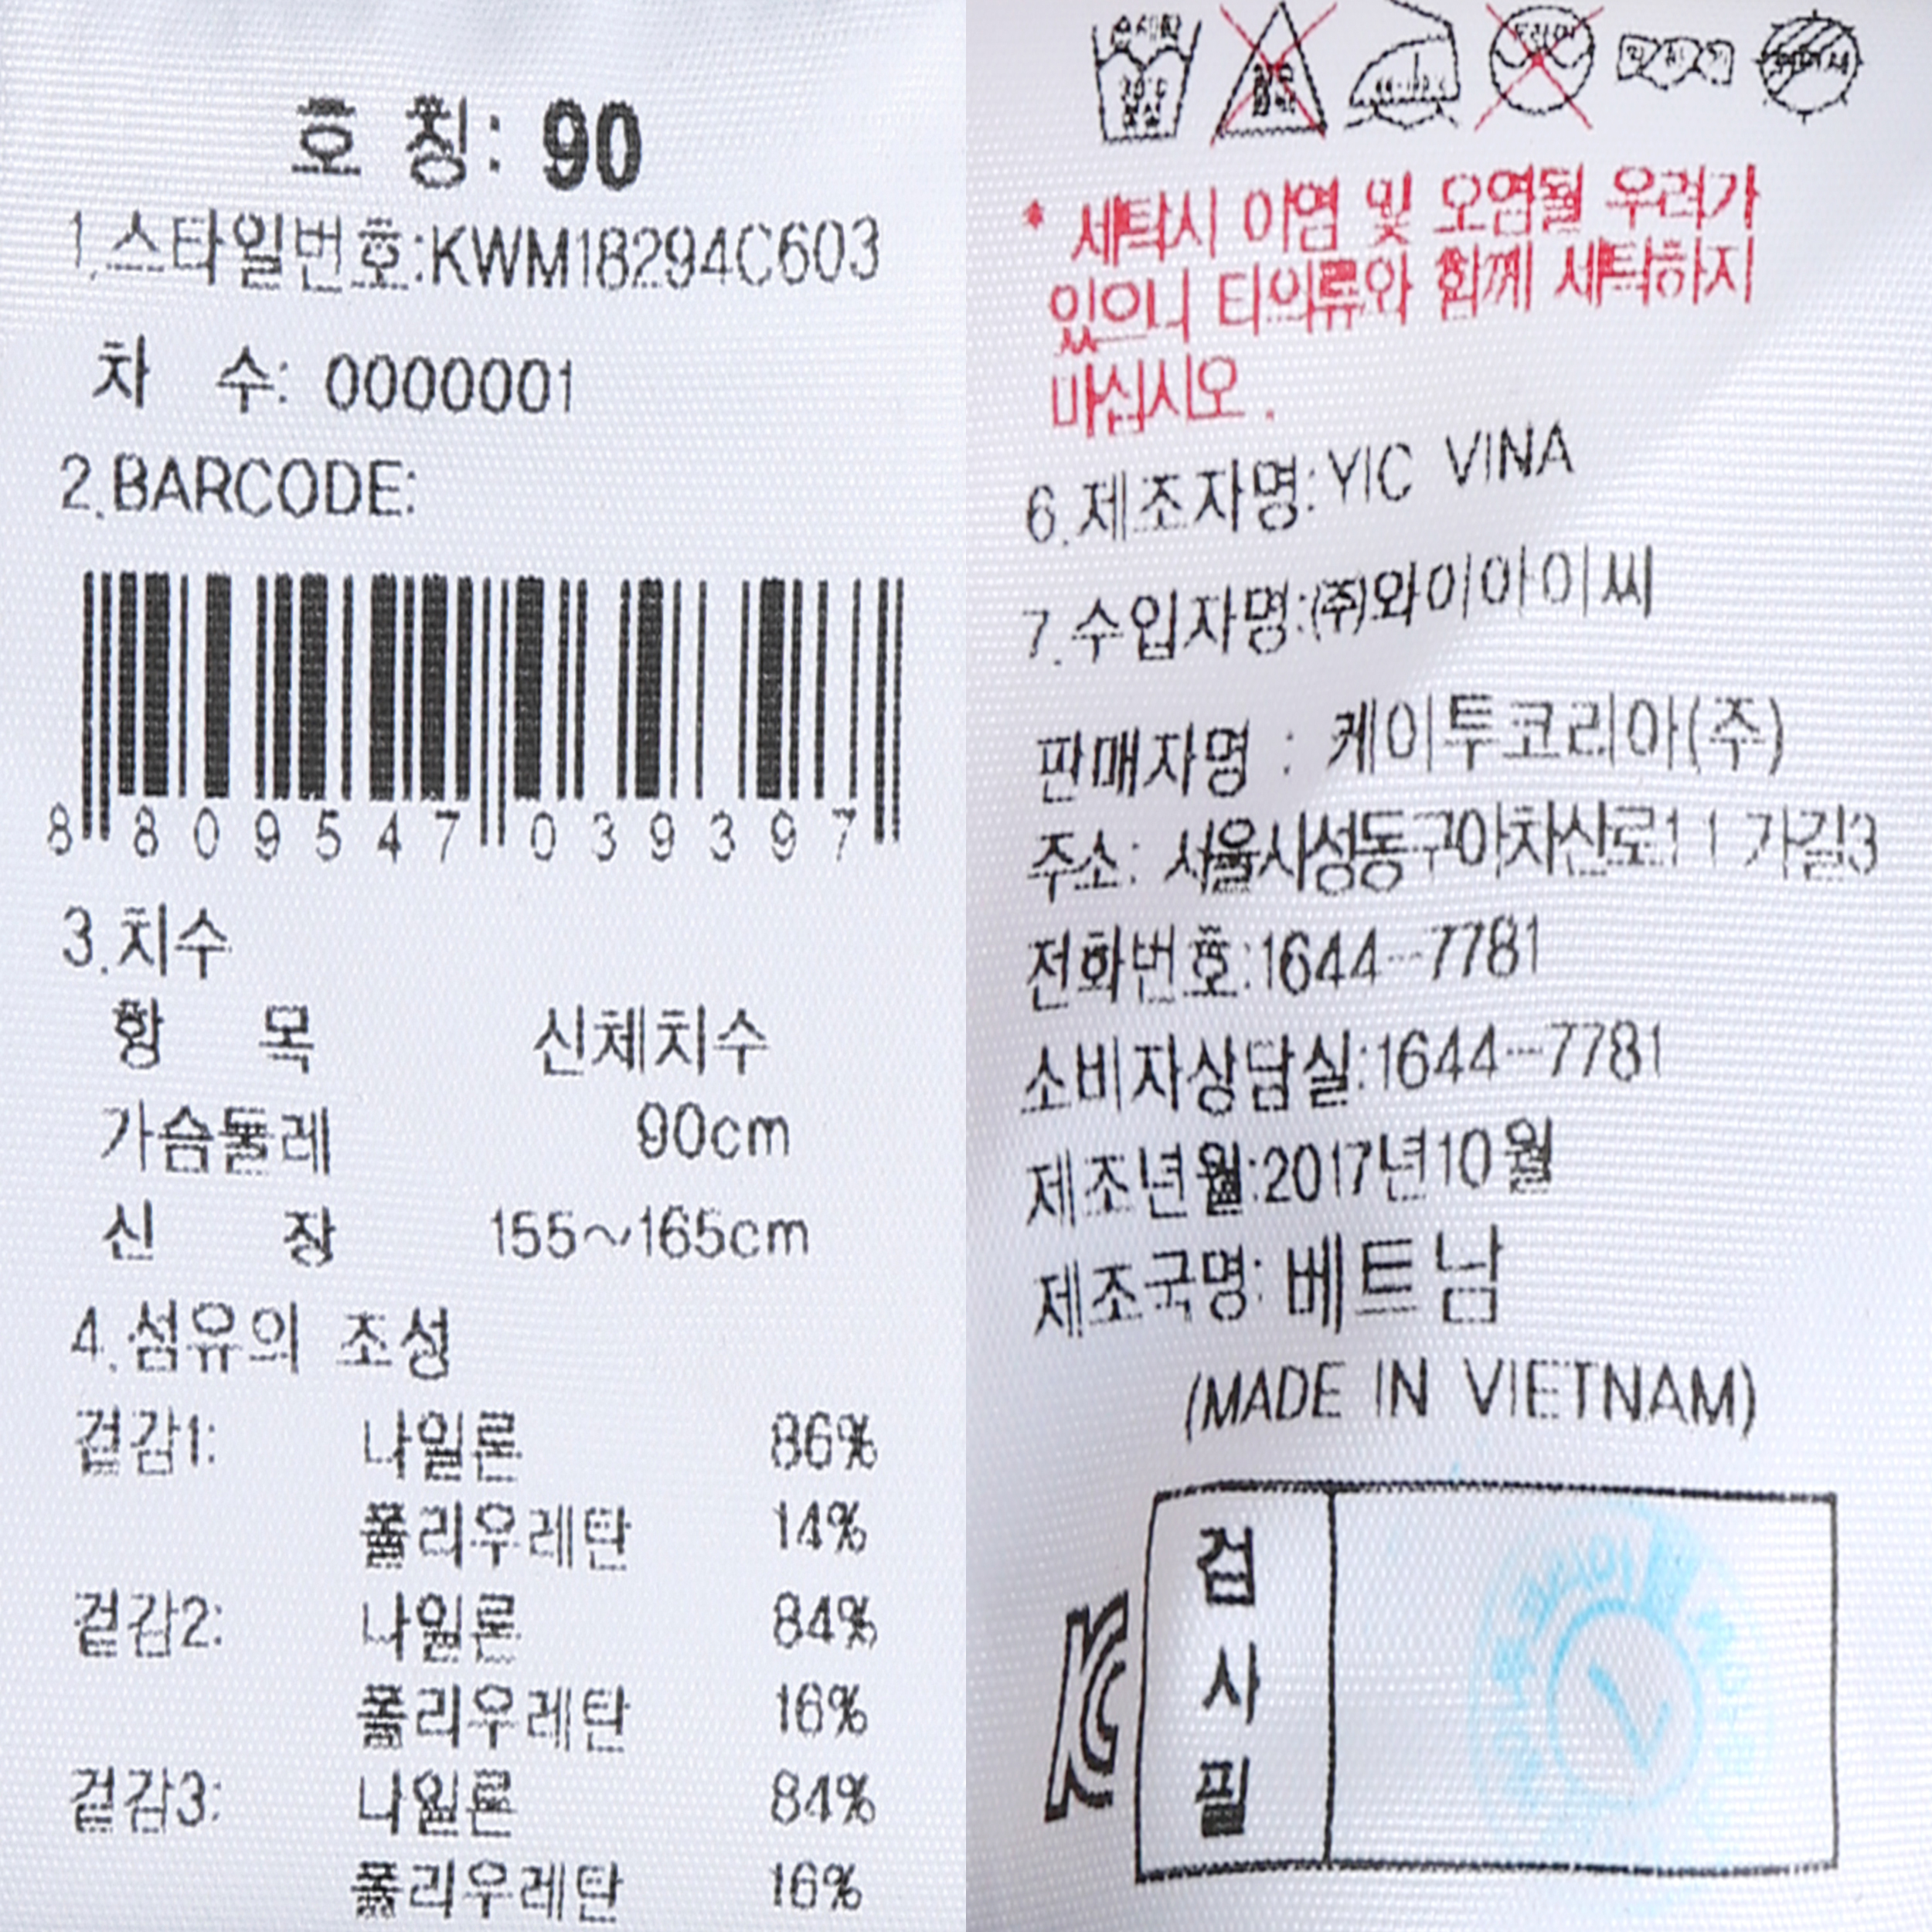 호 칭: 90
1.스타일번호:KWM18294C603
차 수: 0000001
2.BARCODE:
8 809547 039397
3.치수
항 목 신체치수
가슴둘레 90cm
신 장 155~165cm
4.섬유의 조성
겉감1: 나일론 86%
폴리우레탄 14%
겉감2: 나일론 84%
폴리우레탄 16%
겉감3: 나일론 84%
폴리우레탄 16%
손세탁
30℃
중성
드라이
* 세탁시 이염 및 오염될 우려가
있으니 타의류와 함께 세탁하지
마십시오.
6.제조자명:YIC VINA
7.수입자명:(주)와이아이씨
판매자명 : 케이투코리아(주)
주소: 서울시성동구아차산로11가길3
전화번호:1644-7781
소비자상담실:1644-7781
제조년월:2017년10월
제조국명: 베트남
(MADE IN VIETNAM)
KC
검사필